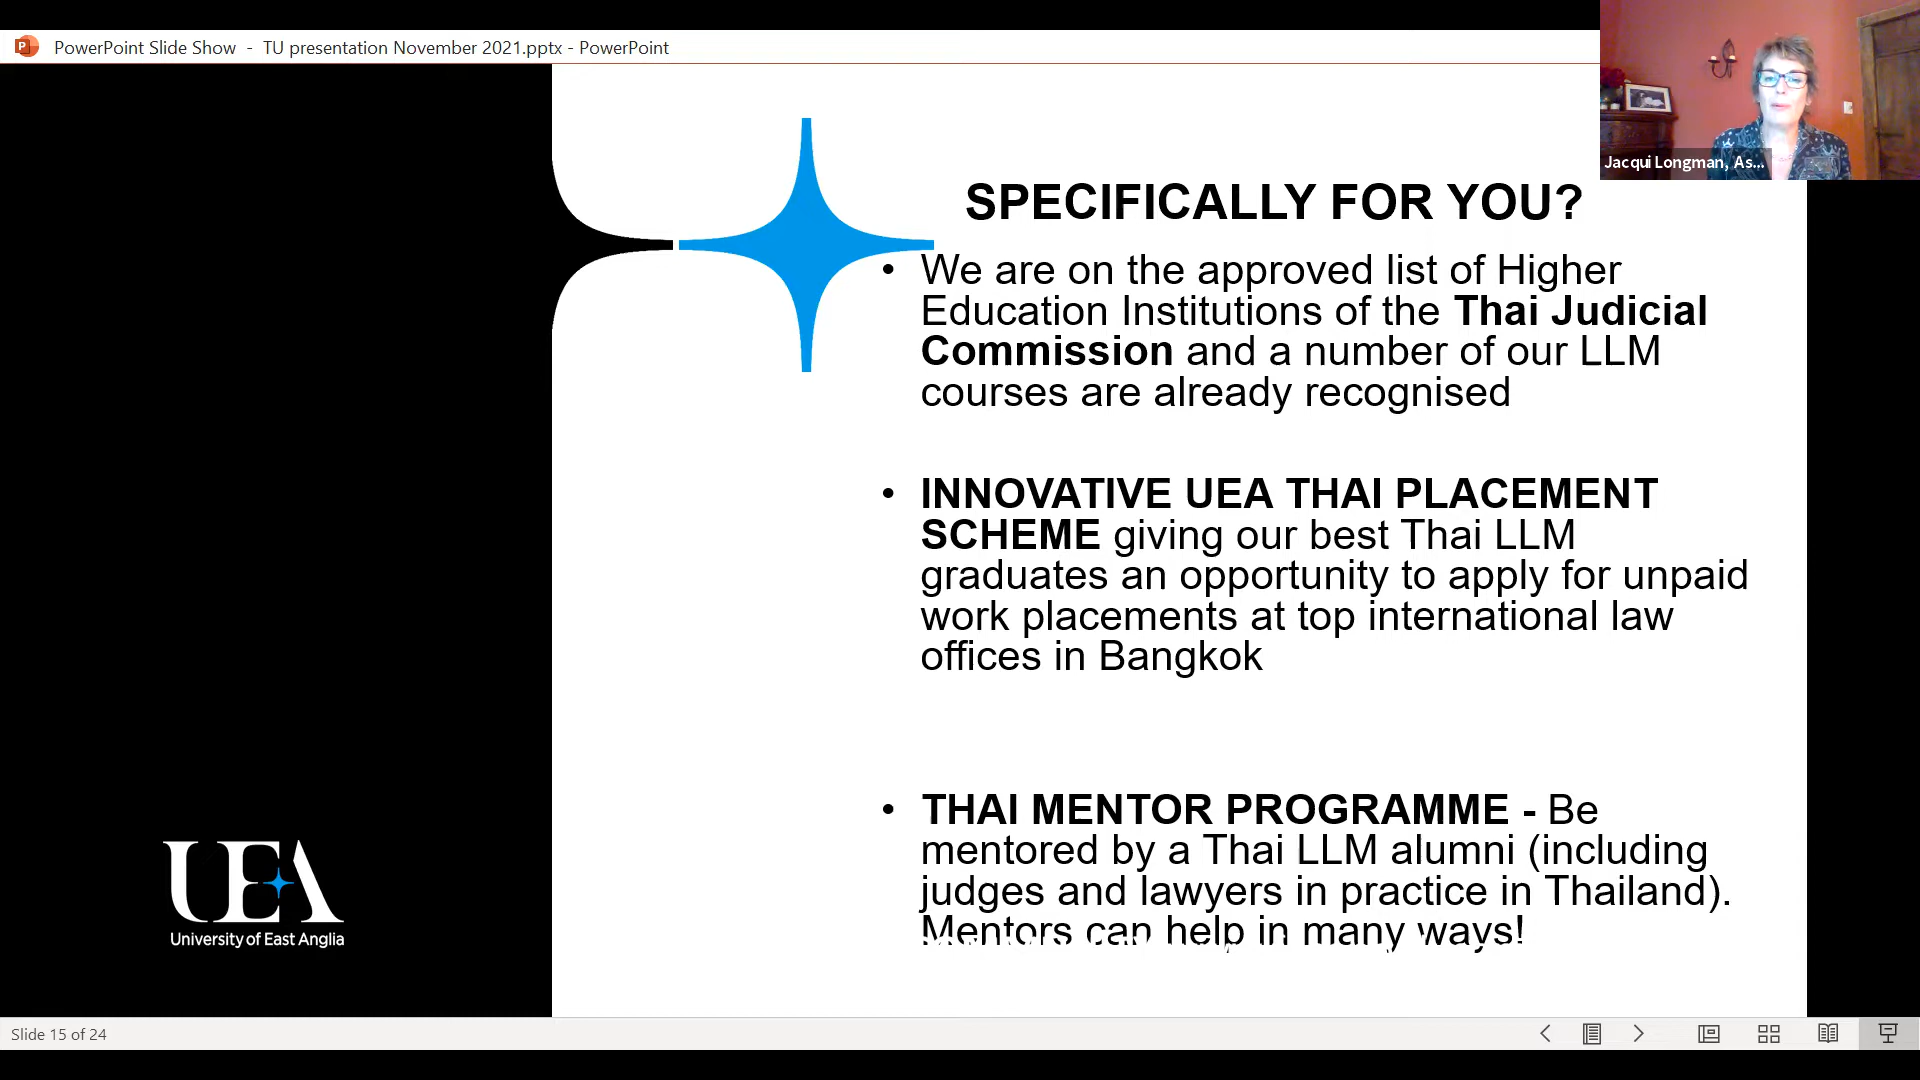 PowerPoint Slide Show - TU presentation November 2021.pptx - PowerPoint
Jacqui Longman, As...
SPECIFICALLY FOR YOU?
• We are on the approved list of Higher
Education Institutions of the Thai Judicial
Commission and a number of our LLM
courses are already recognised
• INNOVATIVE UEA THAI PLACEMENT
SCHEME giving our best Thai LLM
graduates an opportunity to apply for unpaid
work placements at top international law
offices in Bangkok
• THAI MENTOR PROGRAMME - Be
mentored by a Thai LLM alumni (including
judges and lawyers in practice in Thailand).
Mentors can help in many ways!
UEA
University of East Anglia
Slide 15 of 24